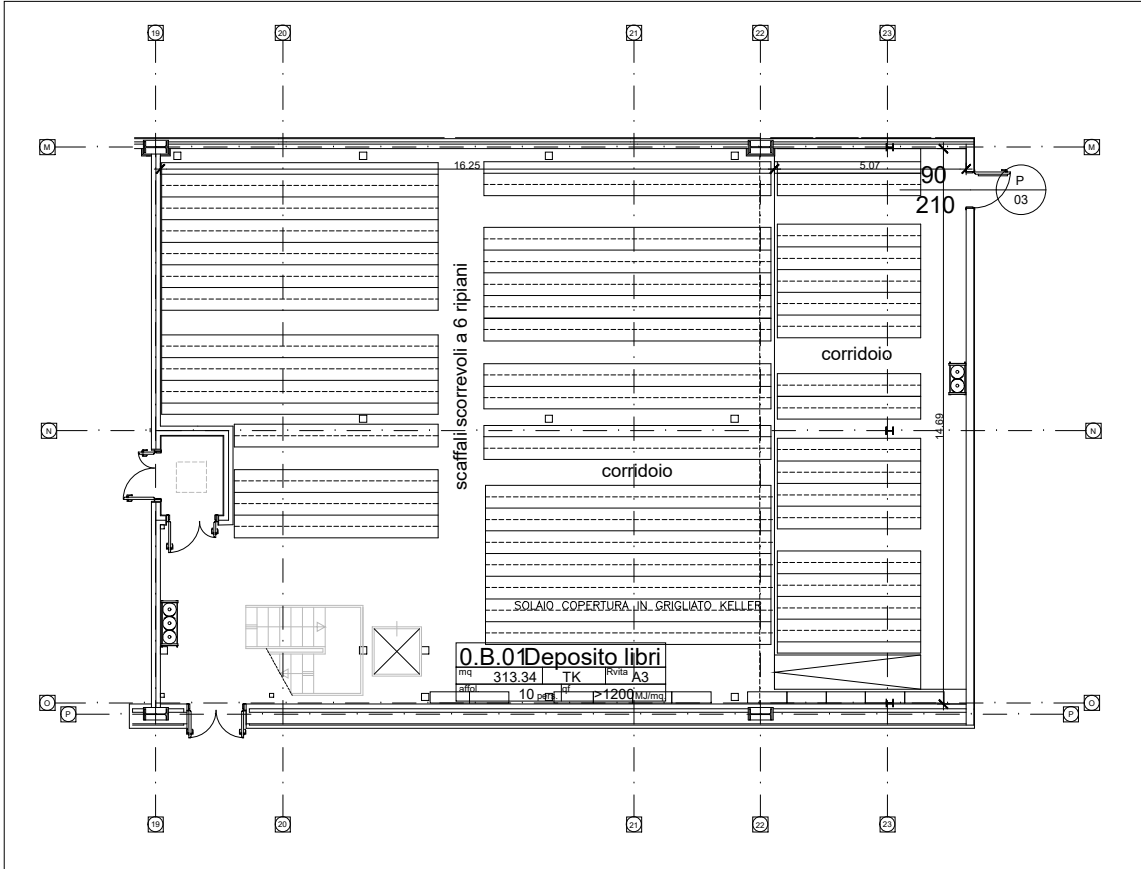 19 20 21 22 23
M M
16.25 5.07
90
210
P
03
scaffali scorrevoli a 6 ripiani
corridoio
N N
14.69
corridoio
SOLAIO COPERTURA IN GRIGLIATO KELLER
0.B.01 Deposito libri
mq 313.34 TK Rvita A3
affol 10 pers. qf >1200 MJ/mq
O O
P P
19 20 21 22 23